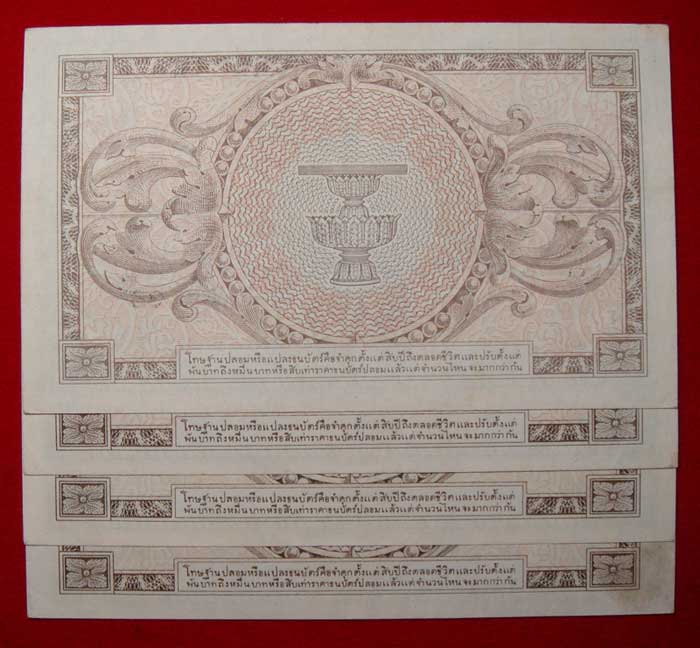 โทษฐานปลอมหรือแปลงธนบัตร์คือจำคุกตั้งแต่สิบปีถึงตลอดชีวิตและปรับตั้งแต่
พันบาทถึงหมื่นบาทหรือสิบเท่าราคาธนบัตร์ปลอมแล้วแต่จำนวนไหนจะมากกว่ากัน
โทษฐานปลอมหรือแปลงธนบัตร์คือจำคุกตั้งแต่สิบปีถึงตลอดชีวิตและปรับตั้งแต่
พันบาทถึงหมื่นบาทหรือสิบเท่าราคาธนบัตร์ปลอมแล้วแต่จำนวนไหนจะมากกว่ากัน
โทษฐานปลอมหรือแปลงธนบัตร์คือจำคุกตั้งแต่สิบปีถึงตลอดชีวิตและปรับตั้งแต่
พันบาทถึงหมื่นบาทหรือสิบเท่าราคาธนบัตร์ปลอมแล้วแต่จำนวนไหนจะมากกว่ากัน
โทษฐานปลอมหรือแปลงธนบัตร์คือจำคุกตั้งแต่สิบปีถึงตลอดชีวิตและปรับตั้งแต่
พันบาทถึงหมื่นบาทหรือสิบเท่าราคาธนบัตร์ปลอมแล้วแต่จำนวนไหนจะมากกว่ากัน